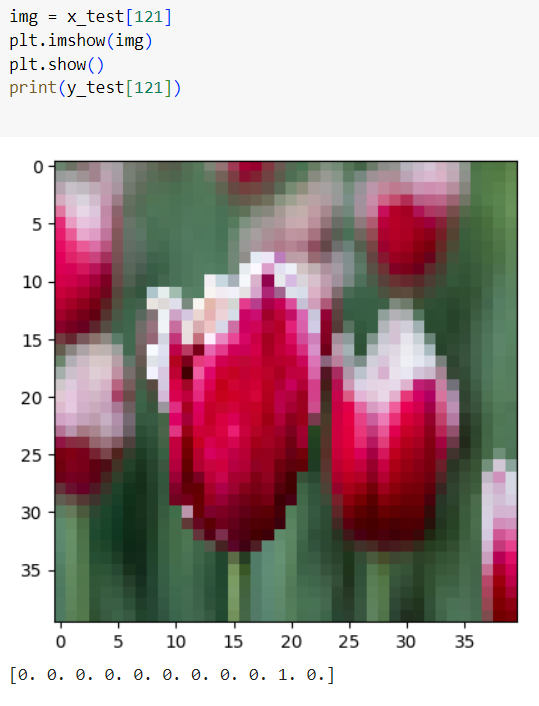 img = x_test[121]
plt.imshow(img)
plt.show()
print(y_test[121])
0
5
10
15
20
25
30
35
0 5 10 15 20 25 30 35
[0. 0. 0. 0. 0. 0. 0. 0. 0. 1. 0.]